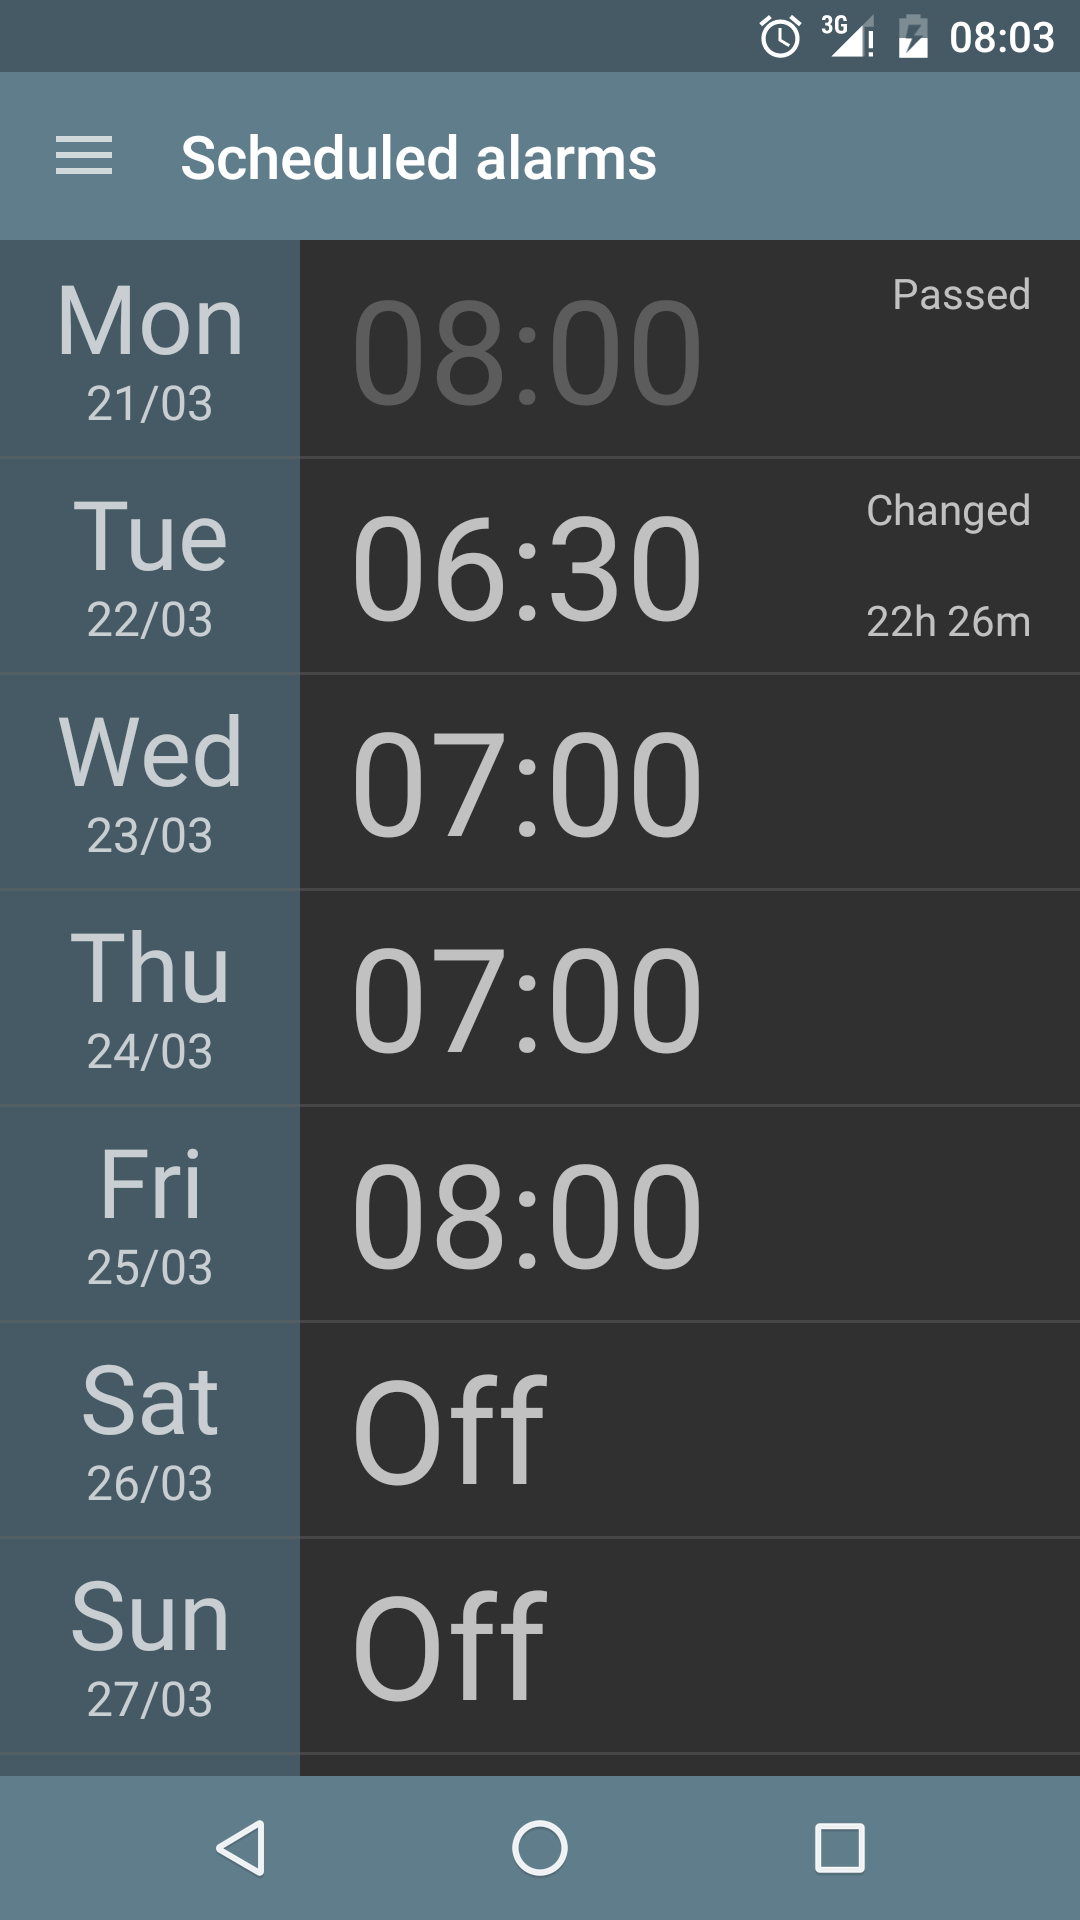 3G 08:03
Scheduled alarms
Mon
21/03
08:00
Passed
Tue
22/03
06:30
Changed
22h 26m
Wed
23/03
07:00
Thu
24/03
07:00
Fri
25/03
08:00
Sat
26/03
Off
Sun
27/03
Off